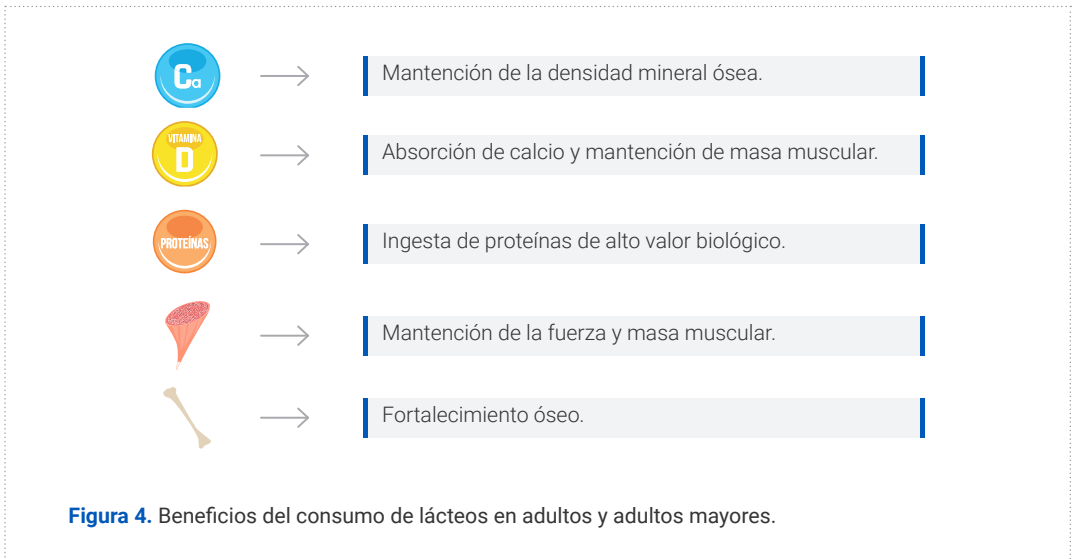 Ca
Mantención de la densidad mineral ósea.
VITAMINA
D
Absorción de calcio y mantención de masa muscular.
PROTEÍNAS
Ingesta de proteínas de alto valor biológico.
Mantención de la fuerza y masa muscular.
Fortalecimiento óseo.
Figura 4. Beneficios del consumo de lácteos en adultos y adultos mayores.